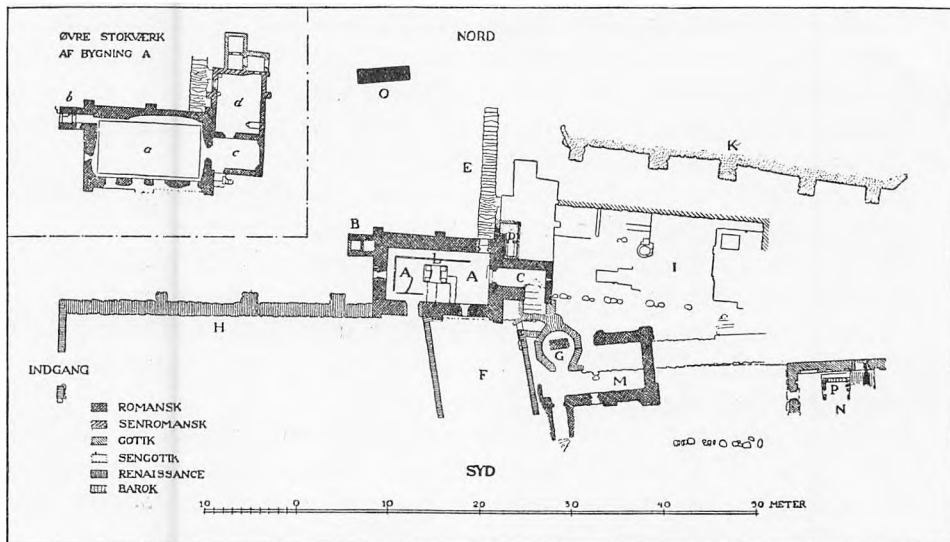 ØVRE STOKVÆRK
AF BYGNING A
NORD
b
d
a
c
O
K
E
B
D
A
A
C
I
H
G
INDGANG
F
M
P
N
ROMANSK
SENROMANSK
GOTIK
SENGOTIK
RENAISSANCE
BAROK
SYD
10 0 10 20 30 40 50 METER